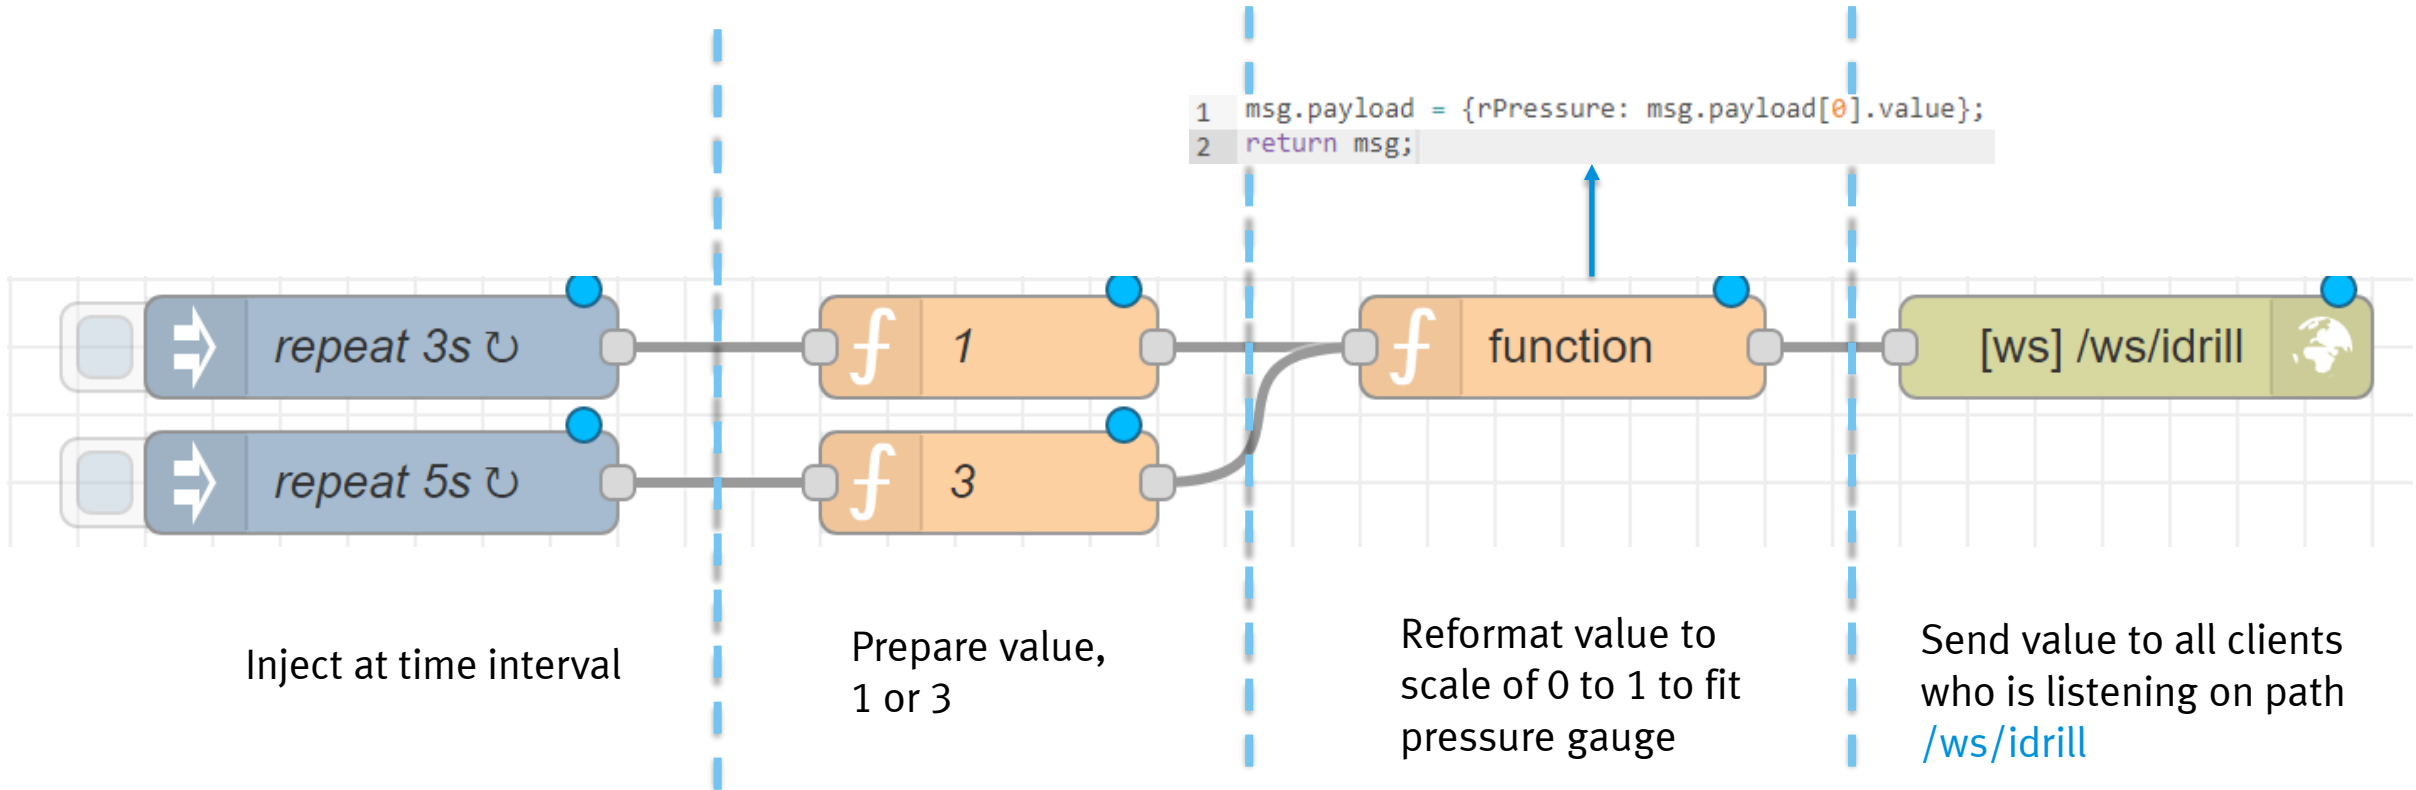 1 msg.payload = {rPressure: msg.payload[0].value};
2 return msg;
repeat 3s ↻
1
function
[ws] /ws/idrill
repeat 5s ↻
3
Inject at time interval
Prepare value,
1 or 3
Reformat value to
scale of 0 to 1 to fit
pressure gauge
Send value to all clients
who is listening on path
/ws/idrill